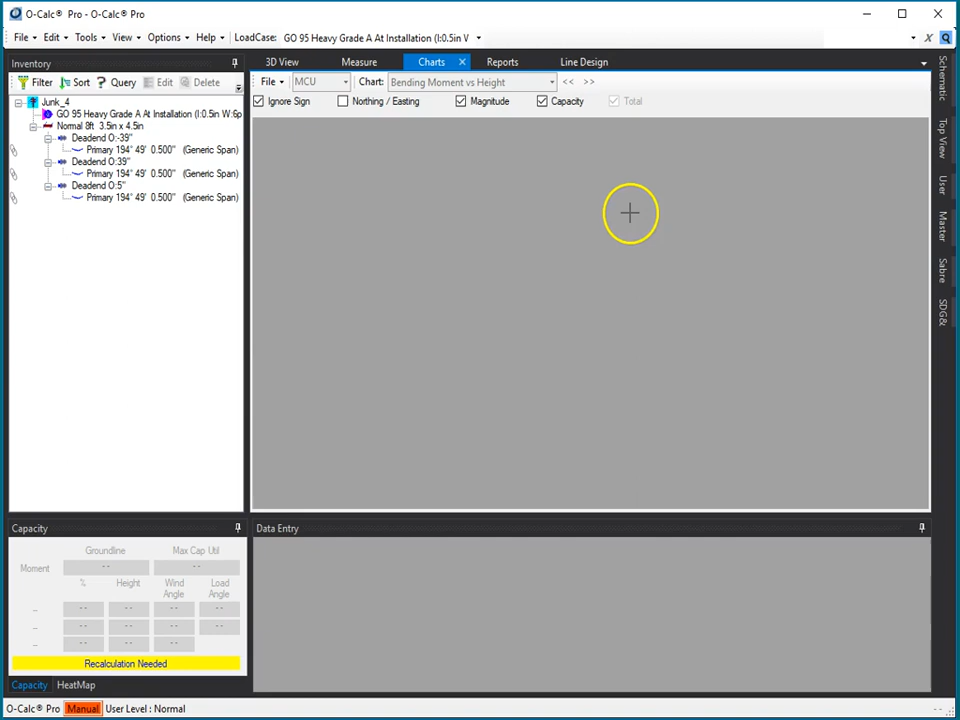 O-Calc® Pro - O-Calc® Pro
File Edit Tools View Options Help LoadCase: GO 95 Heavy Grade A At Installation (I:0.5in V
Inventory
3D View Measure Charts Reports Line Design
Filter Sort Query Edit Delete
File MCU Chart: Bending Moment vs Height << >>
Ignore Sign Northing / Easting Magnitude Capacity Total
Junk_4
GO 95 Heavy Grade A At Installation (I:0.5in W:6p
Normal 8ft 3.5in x 4.5in
Deadend O:-39"
Primary 194° 49' 0.500" (Generic Span)
Deadend O:39"
Primary 194° 49' 0.500" (Generic Span)
Deadend O:5"
Primary 194° 49' 0.500" (Generic Span)
Schematic
Top View
User
Master
Sabre
SDG&
Capacity
Groundline Max Cap Util
Moment -- --
% Height Wind Angle Load Angle
-- -- -- -- --
-- -- -- -- --
-- -- -- --
Recalculation Needed
Capacity HeatMap
Data Entry
O-Calc® Pro Manual User Level : Normal --